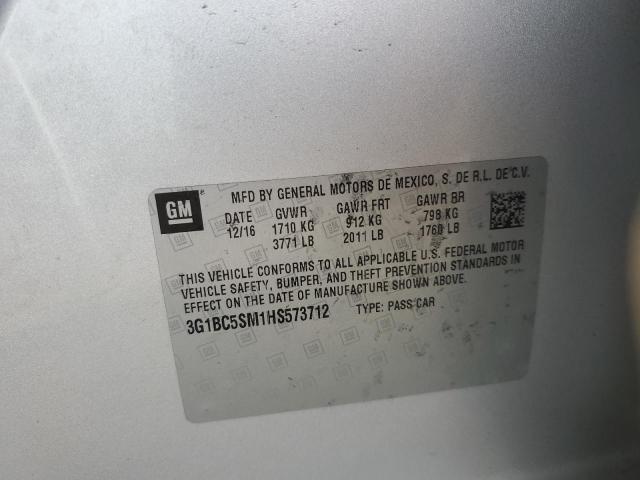 GM
MFD BY GENERAL MOTORS DE MEXICO, S. DE R.L. DE C.V.
DATE GVWR GAWR FRT GAWR RR
12/16 1710 KG 912 KG 798 KG
3771 LB 2011 LB 1760 LB
THIS VEHICLE CONFORMS TO ALL APPLICABLE U.S. FEDERAL MOTOR
VEHICLE SAFETY, BUMPER, AND THEFT PREVENTION STANDARDS IN
EFFECT ON THE DATE OF MANUFACTURE SHOWN ABOVE.
3G1BC5SM1HS573712 TYPE: PASS CAR